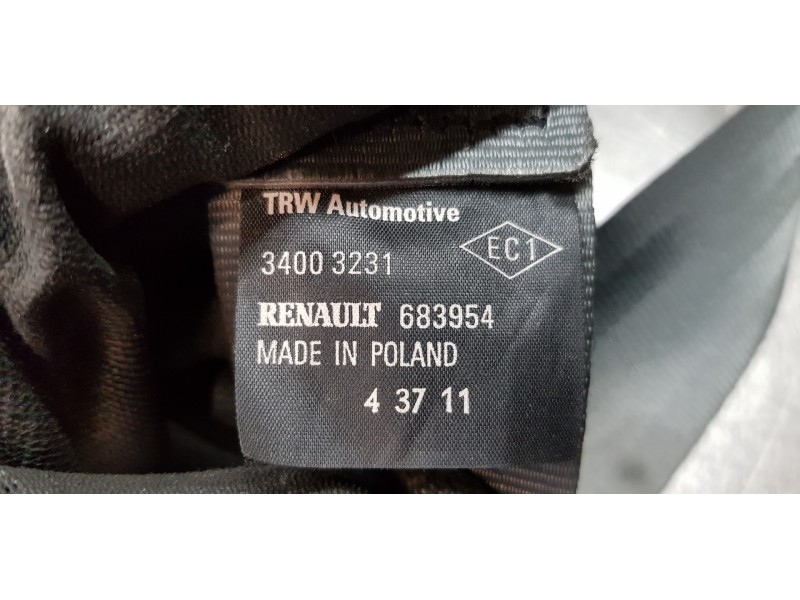 TRW Automotive
3400 3231
EC1
RENAULT 683954
MADE IN POLAND
4 37 11